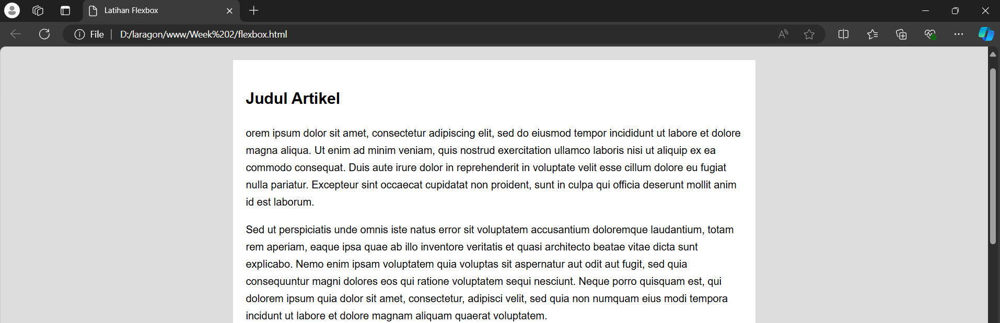 Latihan Flexbox
File
D:/laragon/www/Week%202/flexbox.html
Judul Artikel
orem ipsum dolor sit amet, consectetur adipiscing elit, sed do eiusmod tempor incididunt ut labore et dolore
magna aliqua. Ut enim ad minim veniam, quis nostrud exercitation ullamco laboris nisi ut aliquip ex ea
commodo consequat. Duis aute irure dolor in reprehenderit in voluptate velit esse cillum dolore eu fugiat
nulla pariatur. Excepteur sint occaecat cupidatat non proident, sunt in culpa qui officia deserunt mollit anim
id est laborum.
Sed ut perspiciatis unde omnis iste natus error sit voluptatem accusantium doloremque laudantium, totam
rem aperiam, eaque ipsa quae ab illo inventore veritatis et quasi architecto beatae vitae dicta sunt
explicabo. Nemo enim ipsam voluptatem quia voluptas sit aspernatur aut odit aut fugit, sed quia
consequuntur magni dolores eos qui ratione voluptatem sequi nesciunt. Neque porro quisquam est, qui
dolorem ipsum quia dolor sit amet, consectetur, adipisci velit, sed quia non numquam eius modi tempora
incidunt ut labore et dolore magnam aliquam quaerat voluptatem.